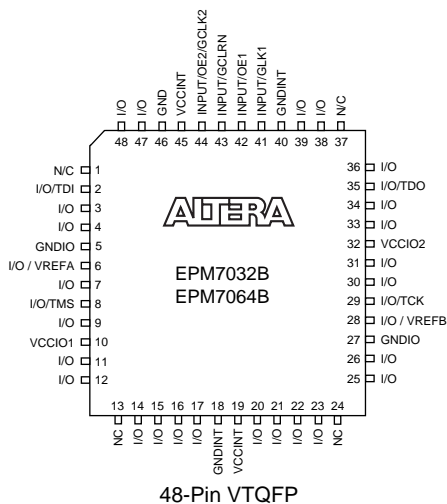 I/O
I/O
GND
VCCINT
INPUT/OE2/GCLK2
INPUT/GCLRN
INPUT/OE1
INPUT/GLK1
GNDINT
I/O
I/O
N/C
48 47 46 45 44 43 42 41 40 39 38 37
N/C 1
I/O/TDI 2
I/O 3
I/O 4
GNDIO 5
I/O / VREFA 6
I/O 7
I/O/TMS 8
I/O 9
VCCIO1 10
I/O 11
I/O 12
ALTERA
EPM7032B
EPM7064B
36 I/O
35 I/O/TDO
34 I/O
33 I/O
32 VCCIO2
31 I/O
30 I/O
29 I/O/TCK
28 I/O / VREFB
27 GNDIO
26 I/O
25 I/O
13 14 15 16 17 18 19 20 21 22 23 24
NC
I/O
I/O
I/O
I/O
GNDINT
VCCINT
I/O
I/O
I/O
I/O
NC
48-Pin VTQFP